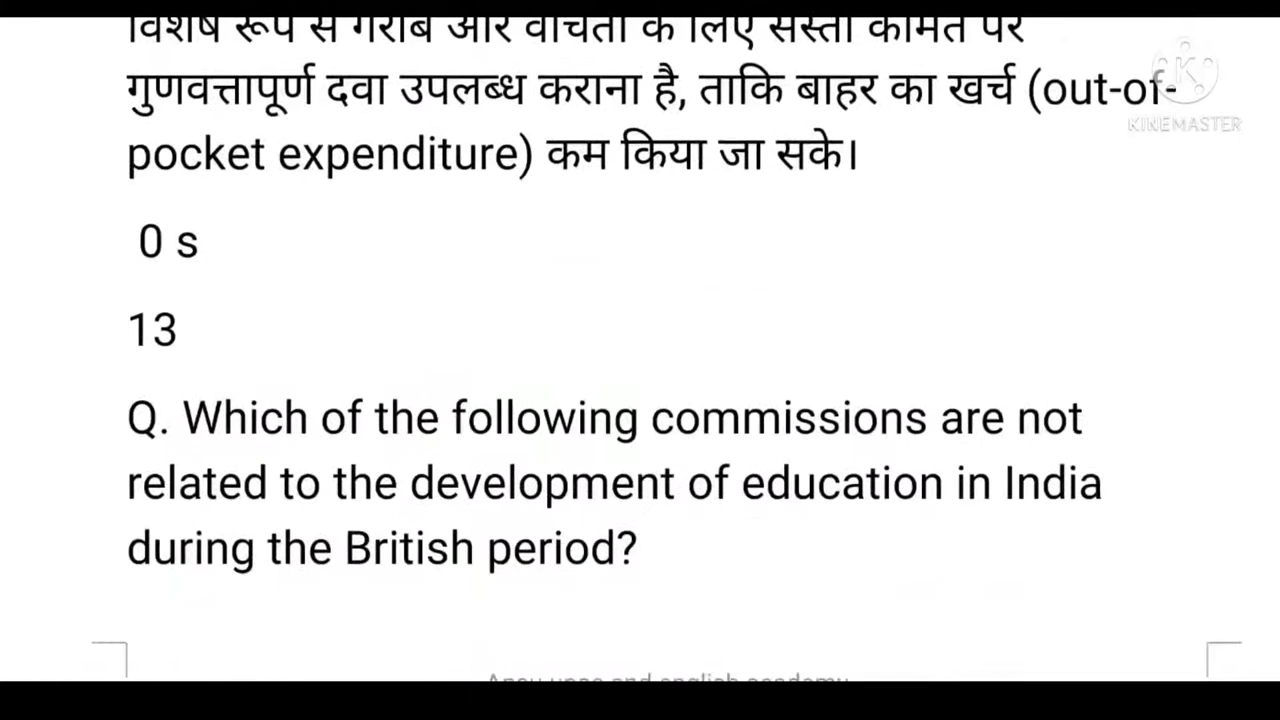 विशेष रूप से गरीब और वंचितों के लिए सस्ती कीमत पर
गुणवत्तापूर्ण दवा उपलब्ध कराना है, ताकि बाहर का खर्च (out-of-
pocket expenditure) कम किया जा सके।
KINEMASTER
0 s
13
Q. Which of the following commissions are not
related to the development of education in India
during the British period?